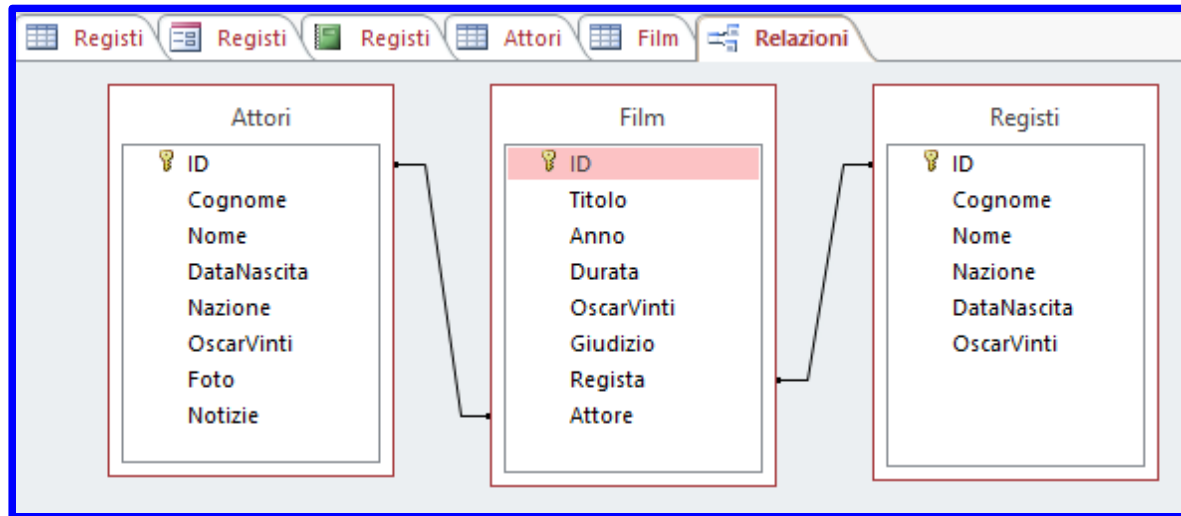 Registi Registi Registi Attori Film Relazioni
Attori
ID
Cognome
Nome
DataNascita
Nazione
OscarVinti
Foto
Notizie
Film
ID
Titolo
Anno
Durata
OscarVinti
Giudizio
Regista
Attore
Registi
ID
Cognome
Nome
Nazione
DataNascita
OscarVinti